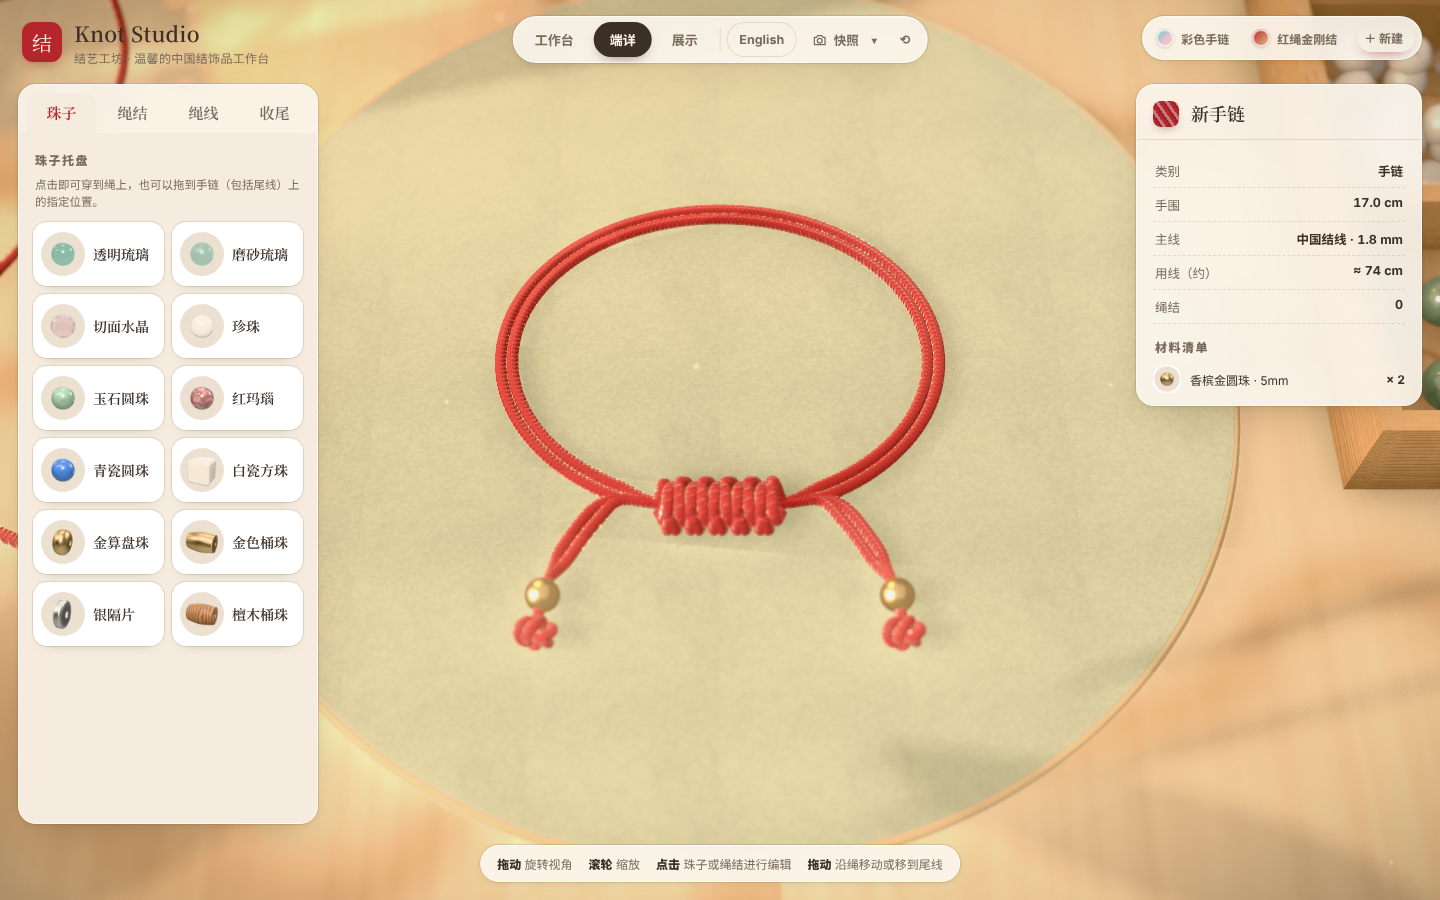 结
Knot Studio
结艺工坊 · 温馨的中国结饰品工作台
工作台
端详
展示
English
快照 ▾
彩色手链
红绳金刚结
+ 新建
珠子
绳结
绳线
收尾
珠子托盘
点击即可穿到绳上，也可以拖到手链（包括尾线）上
的指定位置。
透明琉璃
磨砂琉璃
切面水晶
珍珠
玉石圆珠
红玛瑙
青瓷圆珠
白瓷方珠
金算盘珠
金色桶珠
银隔片
檀木桶珠
新手链
类别 手链
手围 17.0 cm
主线 中国结线 · 1.8 mm
用线（约） ≈ 74 cm
绳结 0
材料清单
香槟金圆珠 · 5mm × 2
拖动 旋转视角 滚轮 缩放 点击 珠子或绳结进行编辑 拖动 沿绳移动或移到尾线